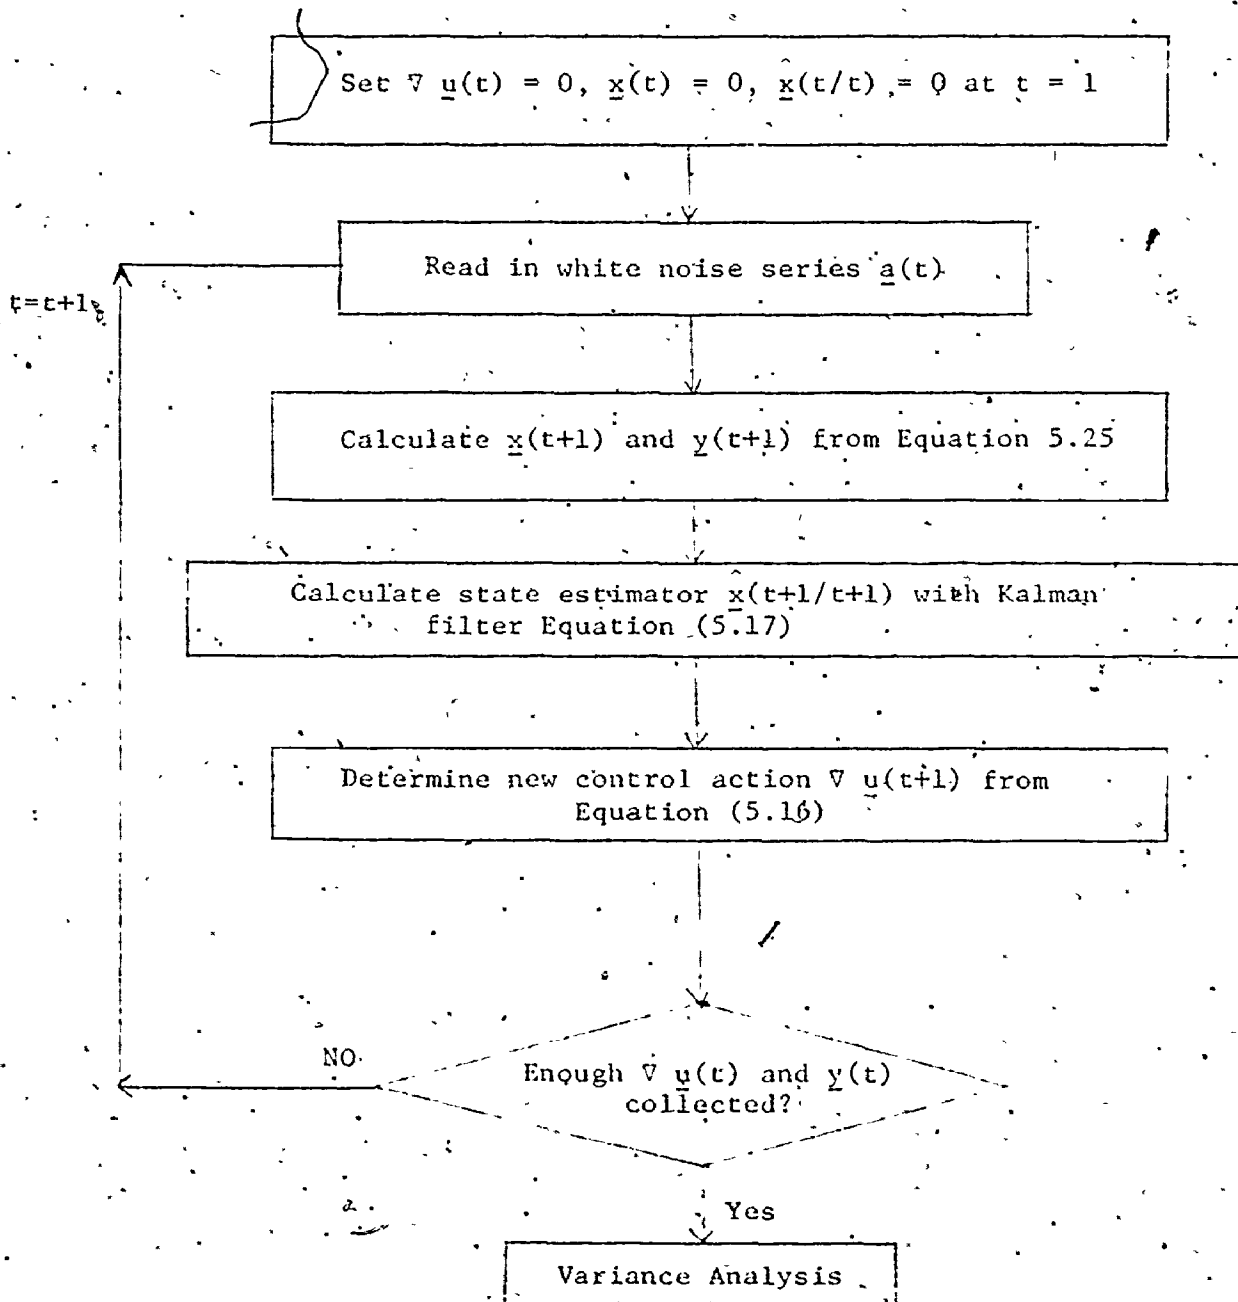 Set ∇ u(t) = 0, x(t) = 0, x̂(t/t) = 0 at t = 1
Read in white noise series a(t)
t=t+1
Calculate x(t+1) and y(t+1) from Equation 5.25
Calculate state estimator x̂(t+1/t+1) with Kalman
filter Equation (5.17)
Determine new control action ∇ u(t+1) from
Equation (5.16)
NO
Enough ∇ u(t) and y(t)
collected?
Yes
Variance Analysis